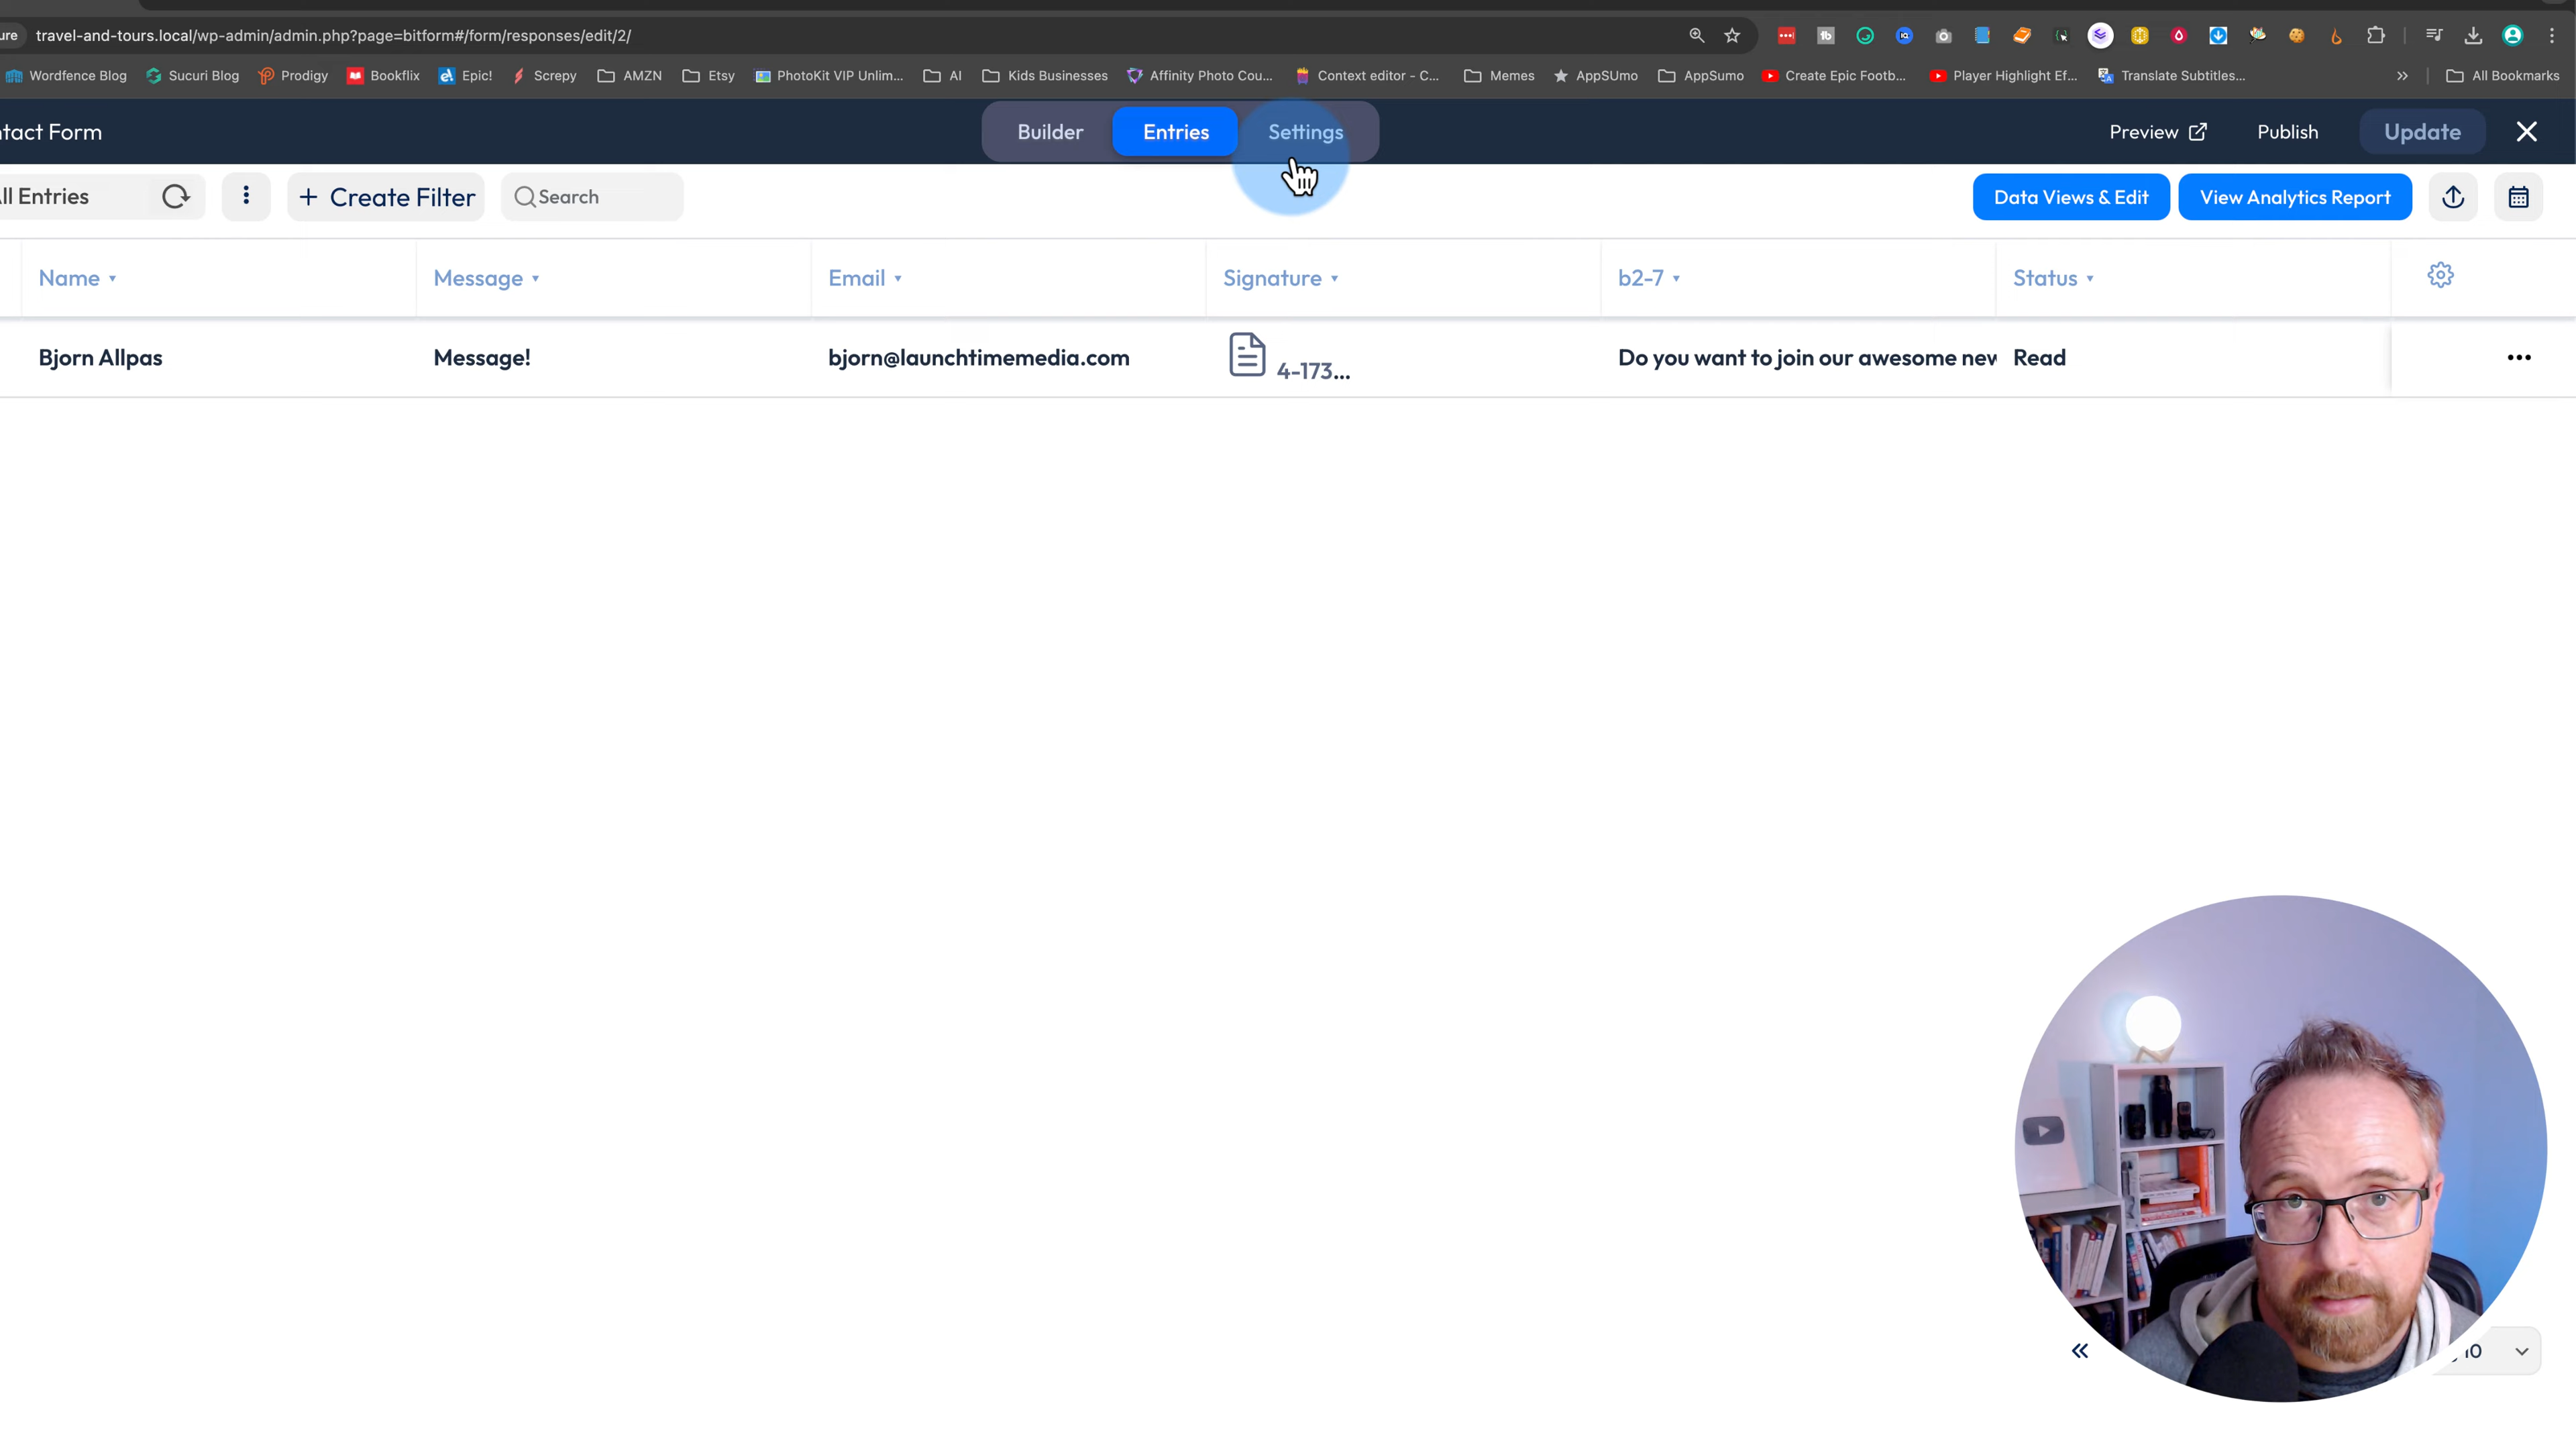 ure travel-and-tours.local/wp-admin/admin.php?page=bitform#/form/responses/edit/2/
Wordfence Blog Sucuri Blog Prodigy Bookflix Epic! Screpy AMZN Etsy PhotoKit VIP Unlim... AI Kids Businesses Affinity Photo Cou... Context editor - C... Memes AppSUmo AppSumo Create Epic Footb... Player Highlight Ef... Translate Subtitles... » All Bookmarks
ntact Form Builder Entries Settings Preview Publish Update
ll Entries + Create Filter Search Data Views & Edit View Analytics Report
Name Message Email Signature b2-7 Status
Bjorn Allpas Message! bjorn@launchtimemedia.com 4-173... Do you want to join our awesome new Read
10